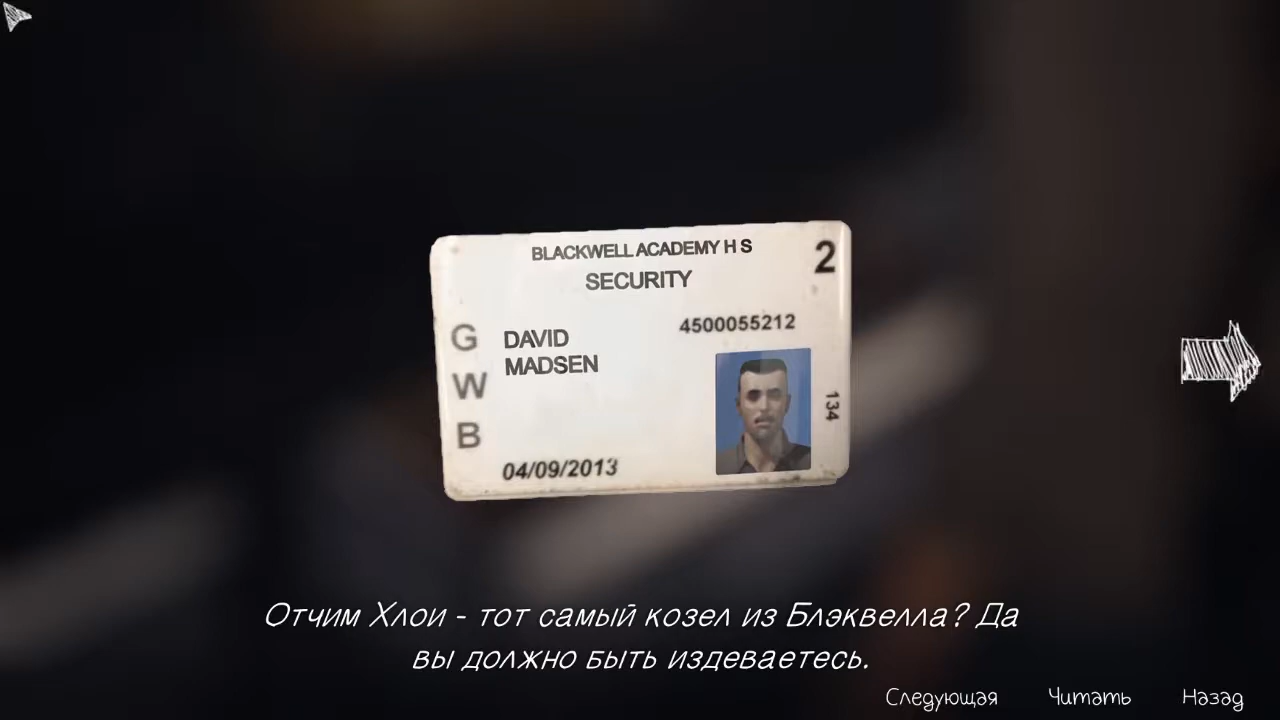 BLACKWELL ACADEMY H S
2
SECURITY
4500055212
G
DAVID
MADSEN
W
B
134
04/09/2013
Отчим Хлои - тот самый козел из Блэквелла? Да
вы должно быть издеваетесь.
Следующая Читать Назад